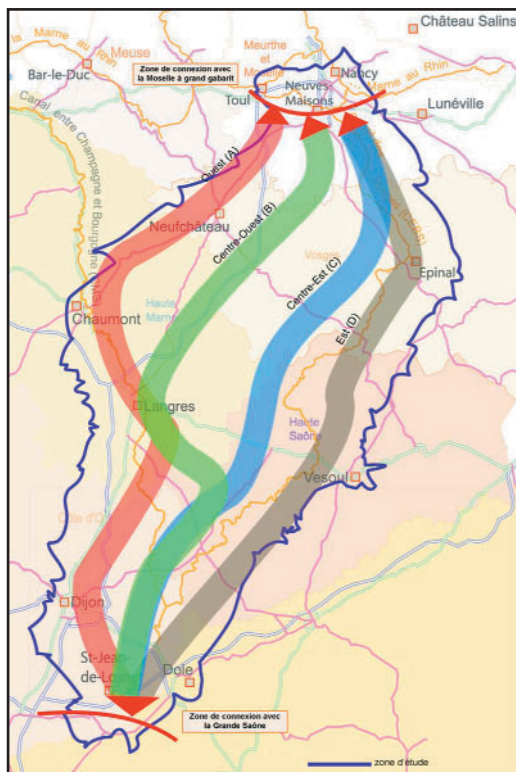 Château Salins
la Marne au Rhin
Meuse
Meurthe
et
Moselle
Zone de connexion avec
la Moselle à grand gabarit
Bar-le-Duc
Nancy
Toul
Neuves
Maisons
Marne au Rhin
Lunéville
Canal entre Champagne et Bourgogne
Ouest (A)
Neufchâteau
Centre-Ouest (B)
Vosges
Centre-Est (C)
Epinal
Haute
Chaumont
Est (D)
Langres
Haute
Saône
Vesoul
Dijon
St-Jean-
Dole
Zone de connexion avec
la Grande Saône
zone d'étude